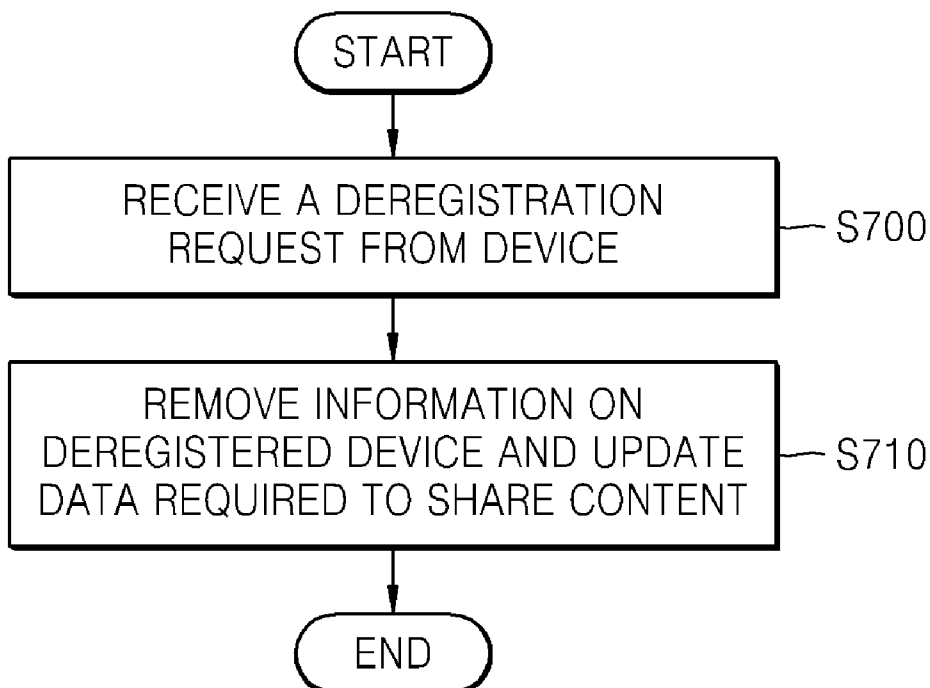 START
RECEIVE A DEREGISTRATION
REQUEST FROM DEVICE
S700
REMOVE INFORMATION ON
DEREGISTERED DEVICE AND UPDATE
DATA REQUIRED TO SHARE CONTENT
S710
END